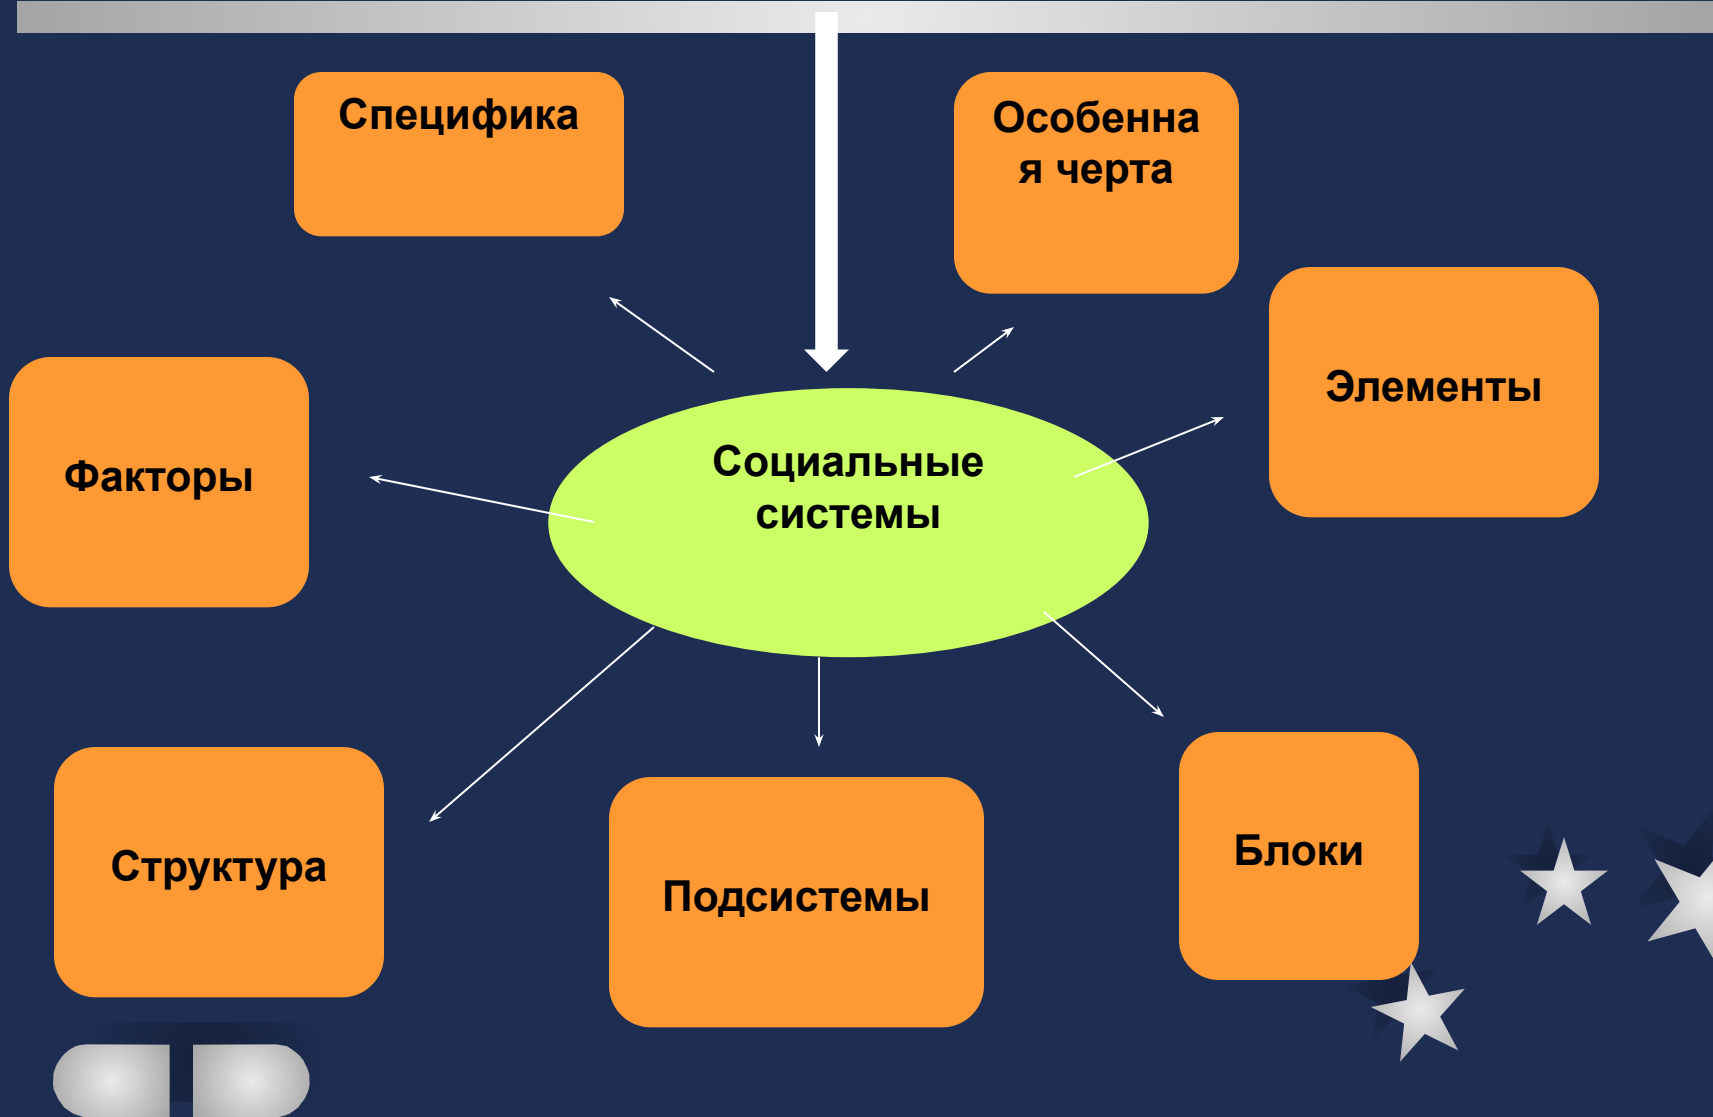 Специфика
Особенна
я черта
Элементы
Социальные
системы
Факторы
Структура
Подсистемы
Блоки